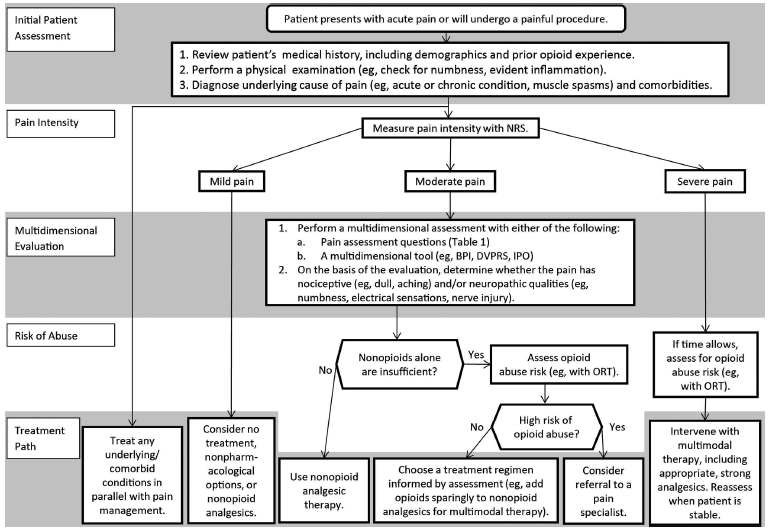 Initial Patient
Assessment
Patient presents with acute pain or will undergo a painful procedure.
1. Review patient's medical history, including demographics and prior opioid experience.
2. Perform a physical examination (eg, check for numbness, evident inflammation).
3. Diagnose underlying cause of pain (eg, acute or chronic condition, muscle spasms) and comorbidities.
Pain Intensity
Measure pain intensity with NRS.
Mild pain
Moderate pain
Severe pain
Multidimensional
Evaluation
1. Perform a multidimensional assessment with either of the following:
a. Pain assessment questions (Table 1)
b. A multidimensional tool (eg, BPI, DVPRS, IPO)
2. On the basis of the evaluation, determine whether the pain has
nociceptive (eg, dull, aching) and/or neuropathic qualities (eg,
numbness, electrical sensations, nerve injury).
Risk of Abuse
Nonopioids alone
are insufficient?
No
Yes
Assess opioid
abuse risk (eg, with ORT).
If time allows,
assess for opioid
abuse risk (eg,
with ORT).
High risk of
opioid abuse?
No
Yes
Treatment
Path
Treat any
underlying/
comorbid
conditions in
parallel with pain
management.
Consider no
treatment,
nonpharm-
acological
options, or
nonopioid
analgesics.
Use nonopioid
analgesic
therapy.
Choose a treatment regimen
informed by assessment (eg, add
opioids sparingly to nonopioid
analgesics for multimodal therapy).
Consider
referral to a
pain
specialist.
Intervene with
multimodal
therapy, including
appropriate, strong
analgesics. Reassess
when patient is
stable.